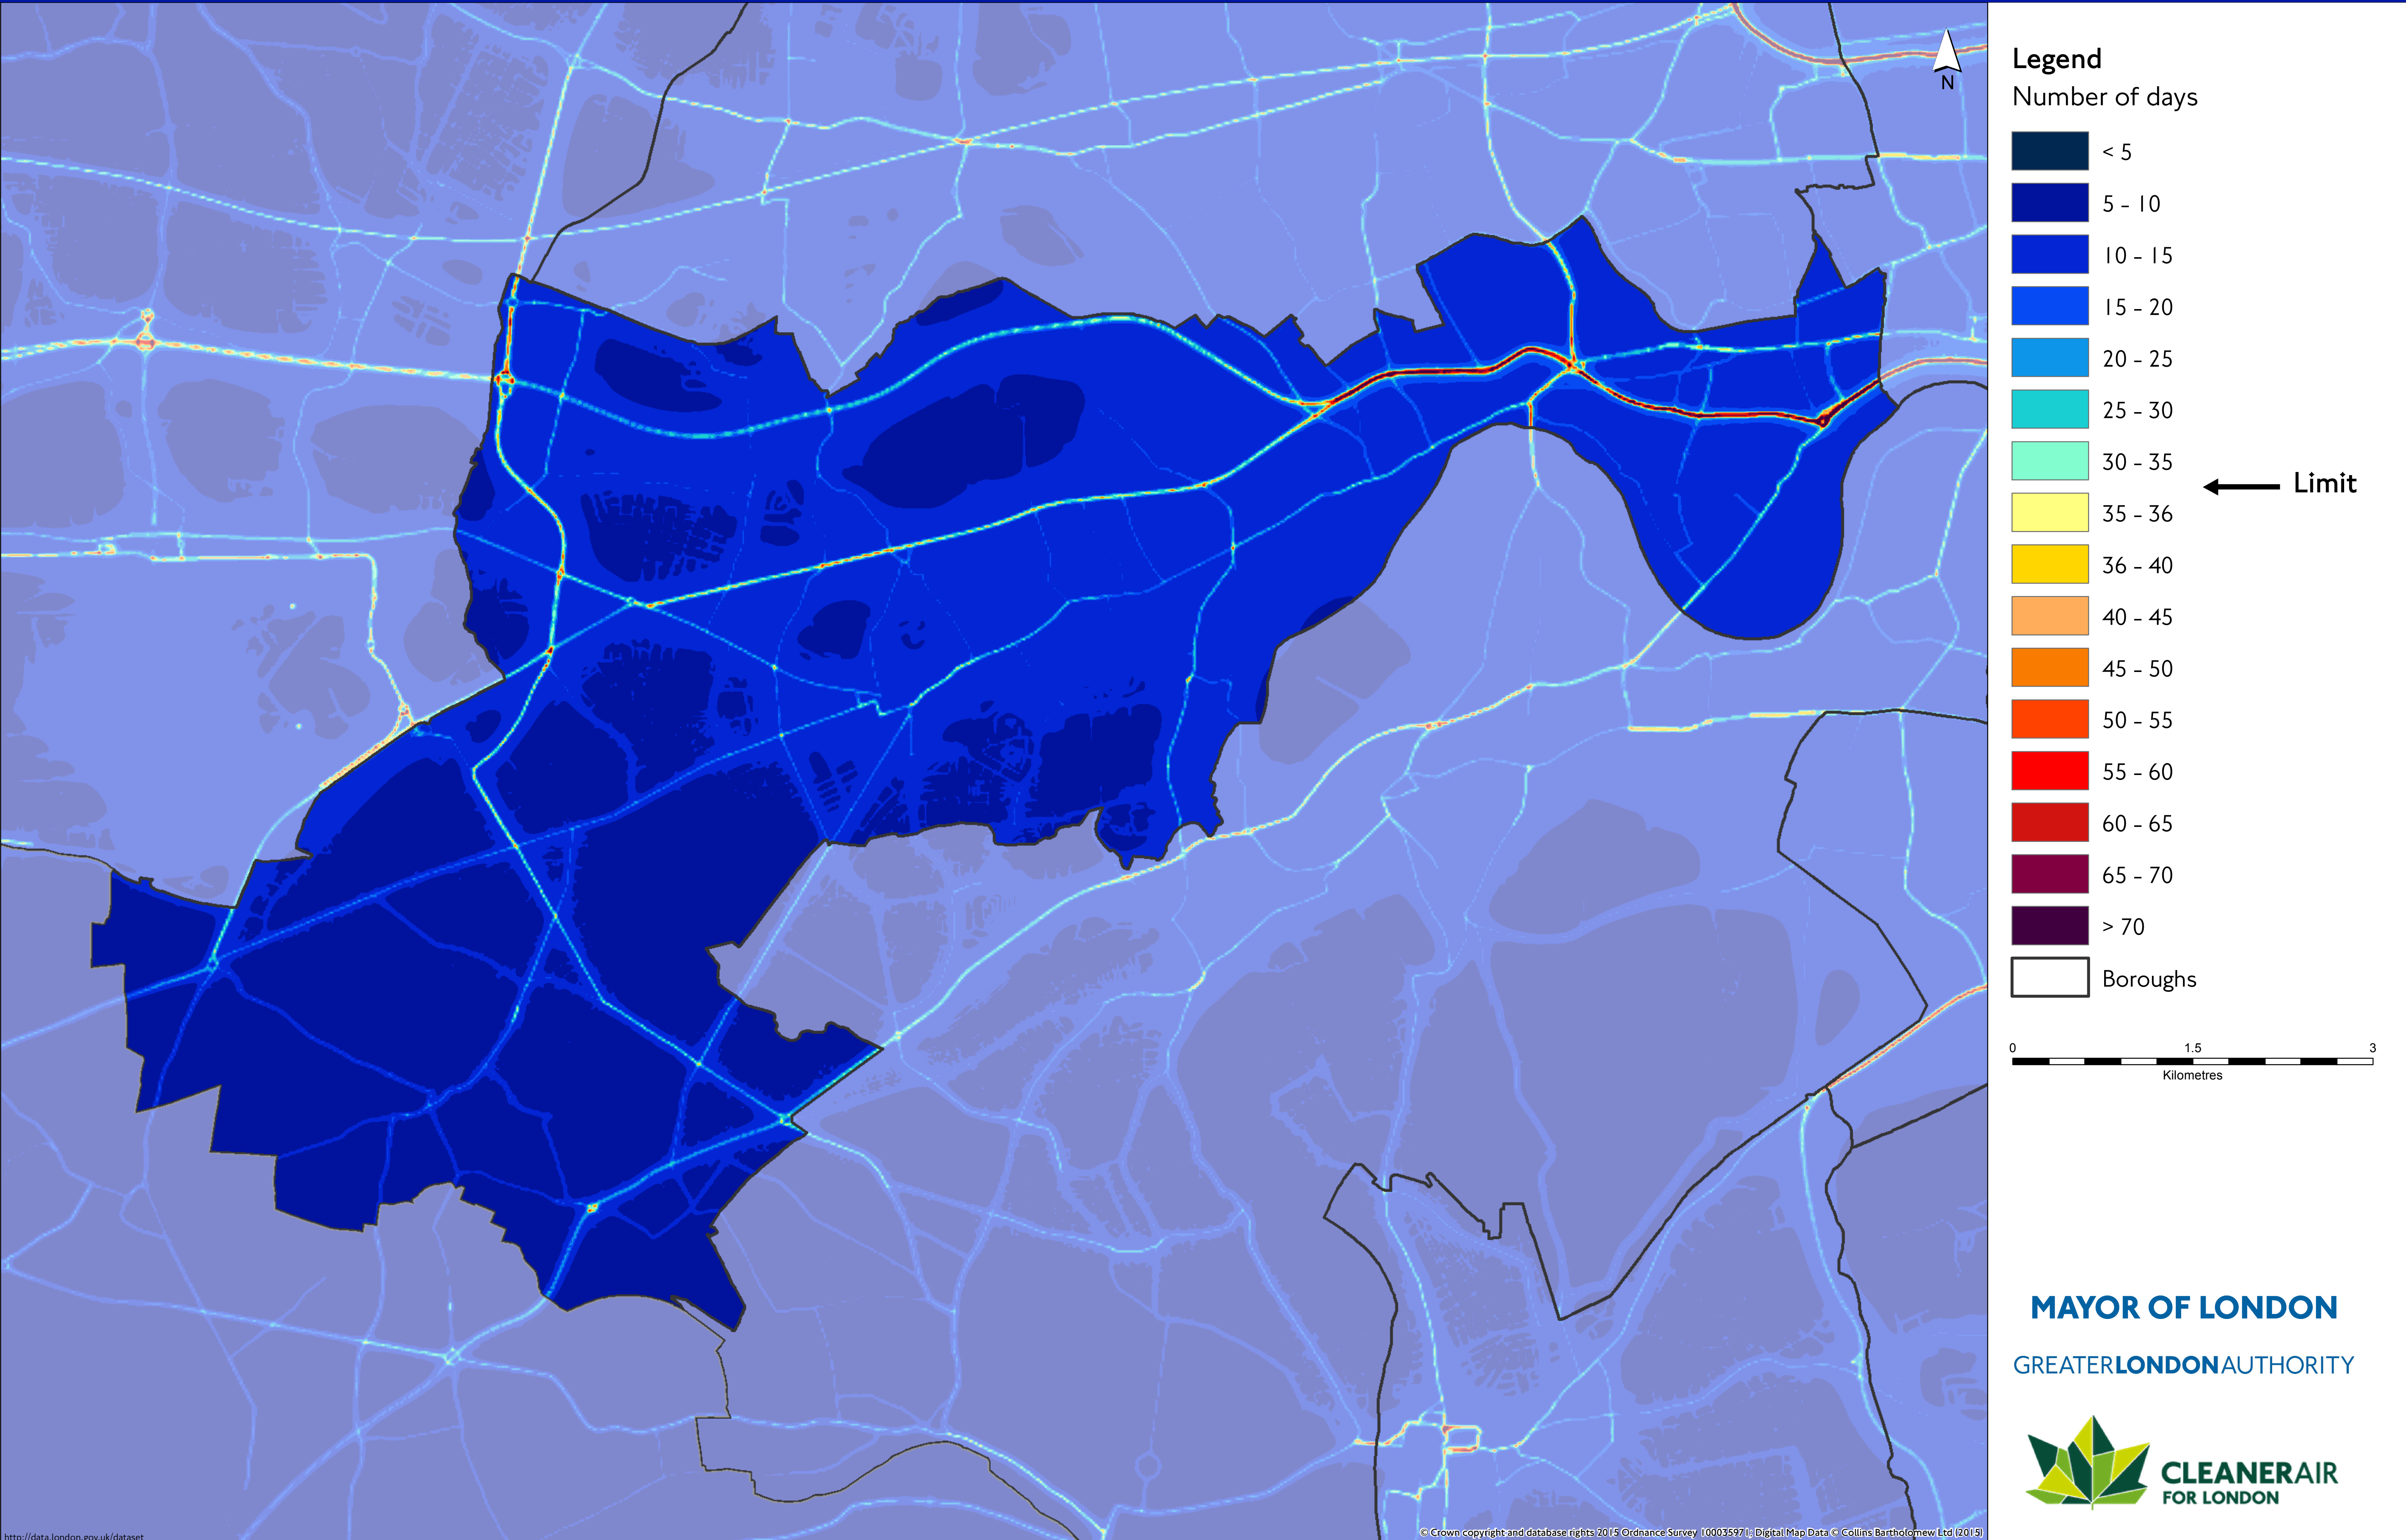 N
Legend
Number of days
< 5
5 - 10
10 - 15
15 - 20
20 - 25
25 - 30
30 - 35
Limit
35 - 36
36 - 40
40 - 45
45 - 50
50 - 55
55 - 60
60 - 65
65 - 70
> 70
Boroughs
0 1.5 3
Kilometres
MAYOR OF LONDON
GREATERLONDONAUTHORITY
CLEANERAIR
FOR LONDON
http://data.london.gov.uk/dataset
© Crown copyright and database rights 2015 Ordnance Survey 100035971; Digital Map Data © Collins Bartholomew Ltd (2015)